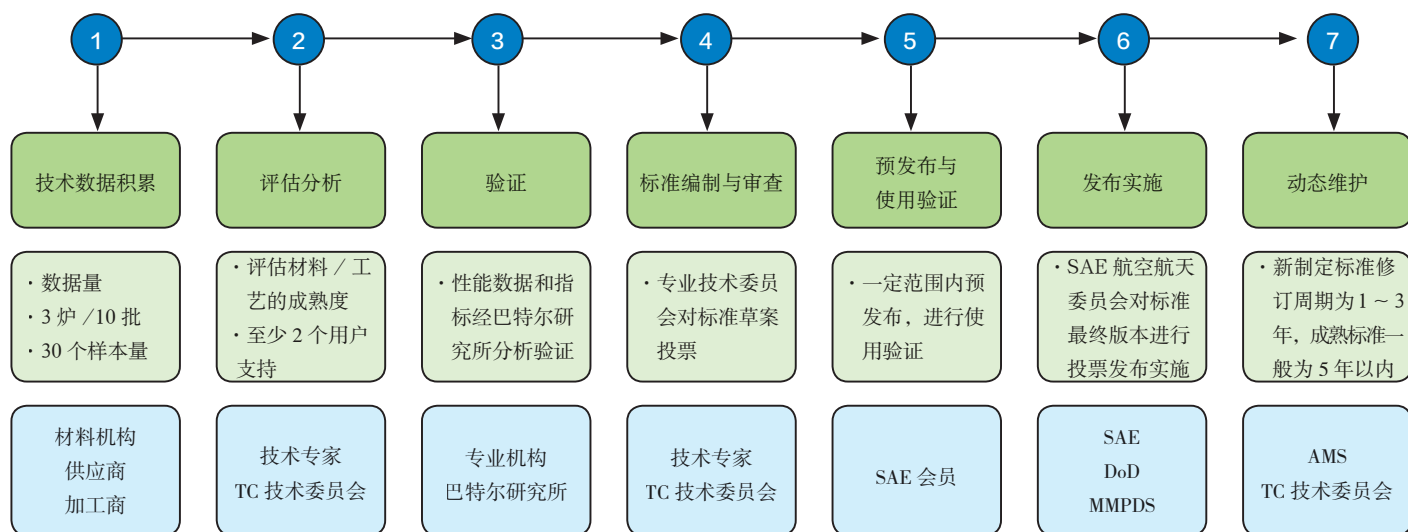 1
2
3
4
5
6
7
技术数据积累
评估分析
验证
标准编制与审查
预发布与
使用验证
发布实施
动态维护
· 数据量
· 3 炉 /10 批
· 30 个样本量
· 评估材料 / 工
艺的成熟度
· 至少 2 个用户
支持
· 性能数据和指
标经巴特尔研
究所分析验证
· 专业技术委员
会对标准草案
投票
· 一定范围内预
发布，进行使
用验证
· SAE 航空航天
委员会对标准
最终版本进行
投票发布实施
· 新制定标准修
订周期为 1 ~ 3
年，成熟标准一
般为 5 年以内
材料机构
供应商
加工商
技术专家
TC 技术委员会
专业机构
巴特尔研究所
技术专家
TC 技术委员会
SAE 会员
SAE
DoD
MMPDS
AMS
TC 技术委员会